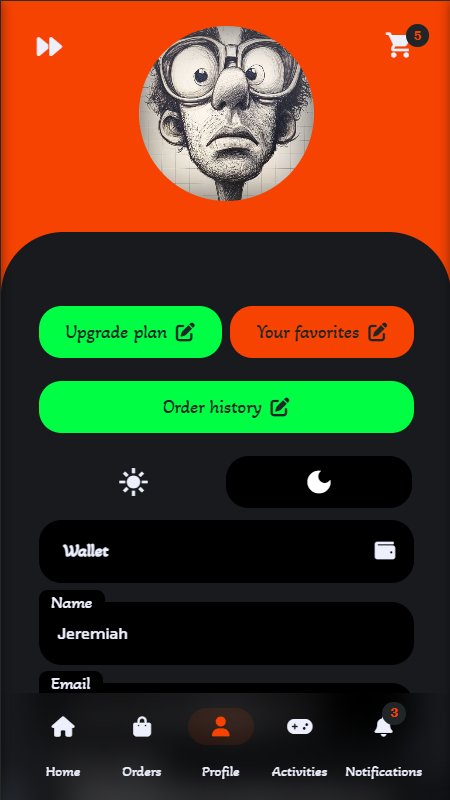 5
Upgrade plan
Your favorites
Order history
Wallet
Name
Jeremiah
Email
3
Home
Orders
Profile
Activities
Notifications